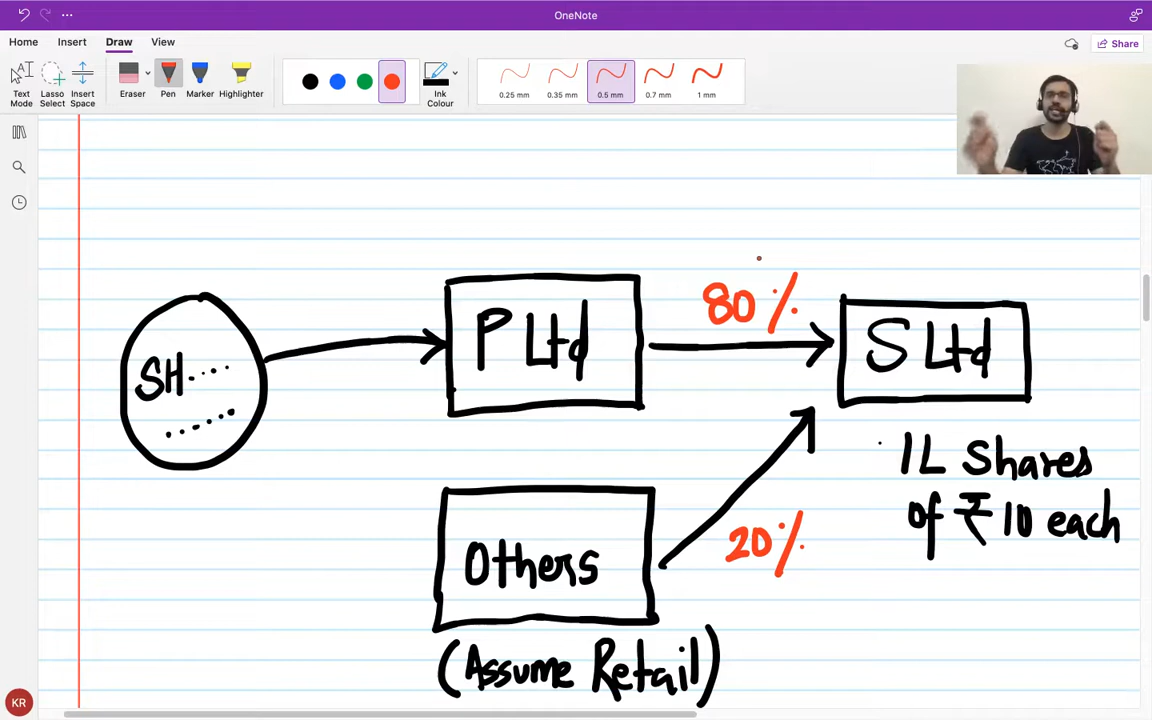 OneNote
Home Insert Draw View
Share
Text Mode
Lasso Select
Insert Space
Eraser
Pen
Marker
Highlighter
Ink Colour
0.25 mm
0.35 mm
0.5 mm
0.7 mm
1 mm
SH.....
......
P Ltd
80%
S Ltd
1L Shares
of ₹10 each
Others
20%
(Assume Retail)
KR